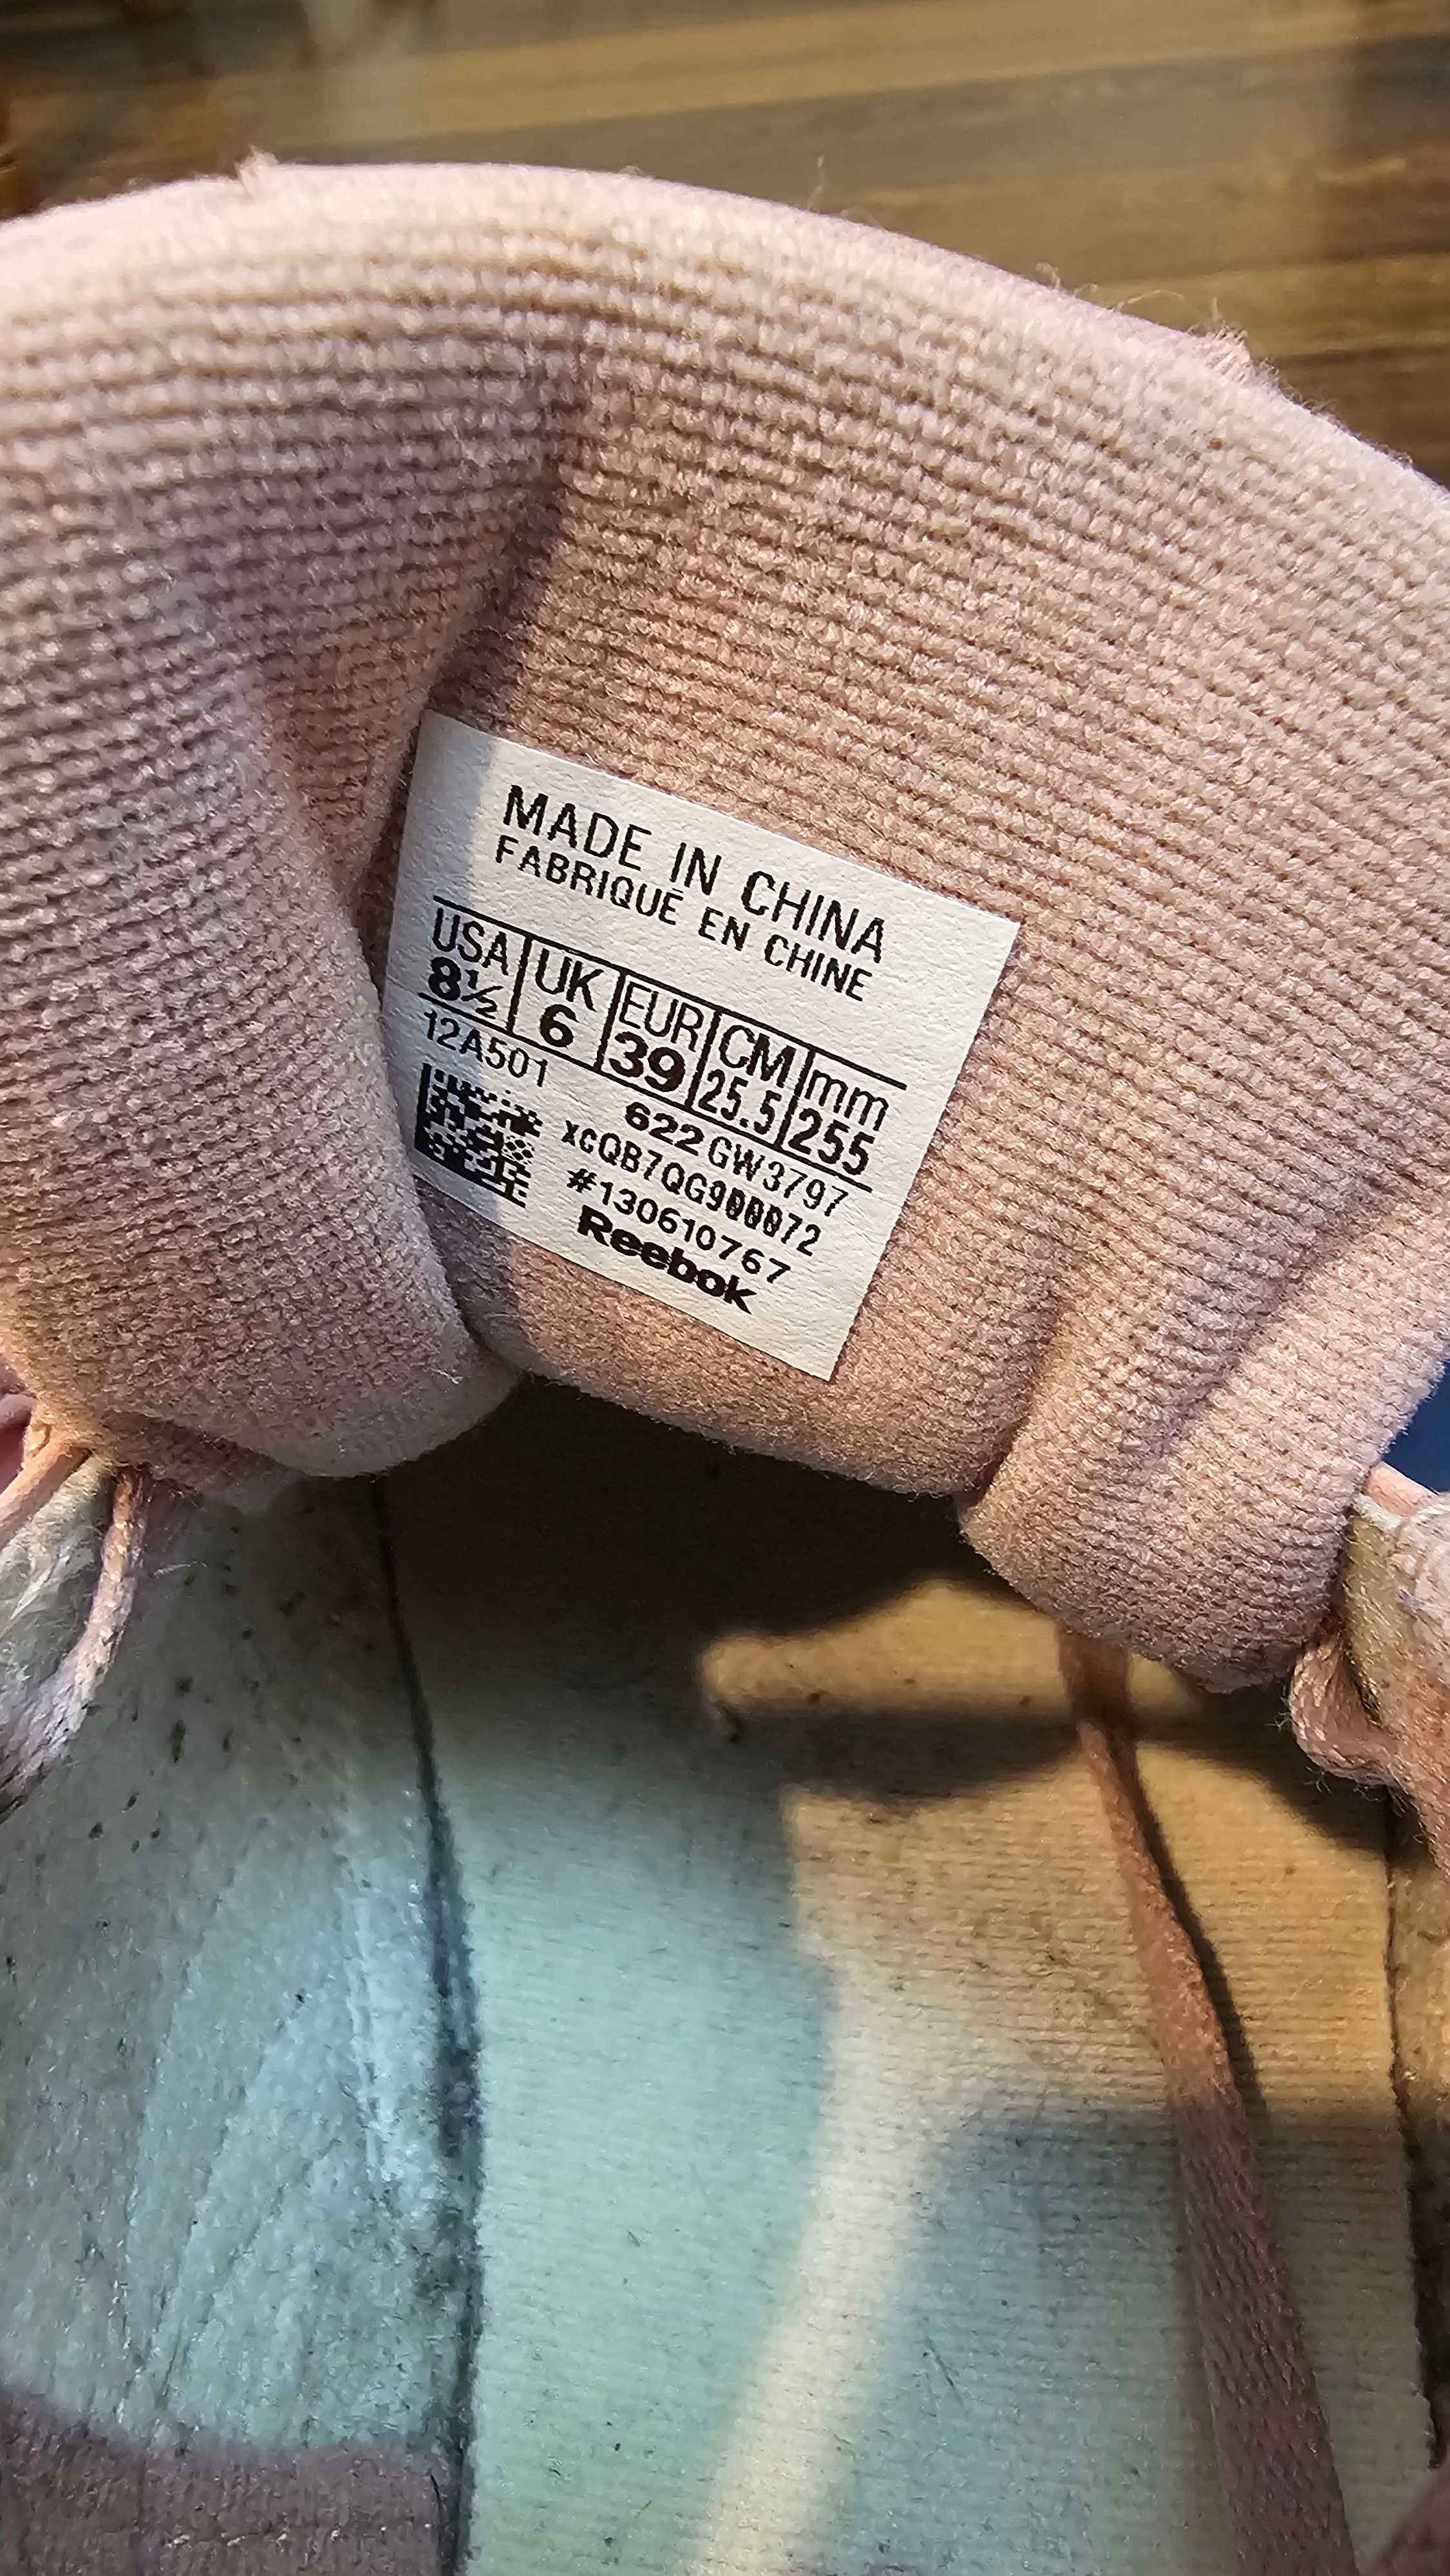 MADE IN CHINA
FABRIQUÉ EN CHINE
USA UK EUR CM mm
8½ 6 39 25.5 255
12A501 622 GW3797
xcQB7QG900072
#130610767
Reebok